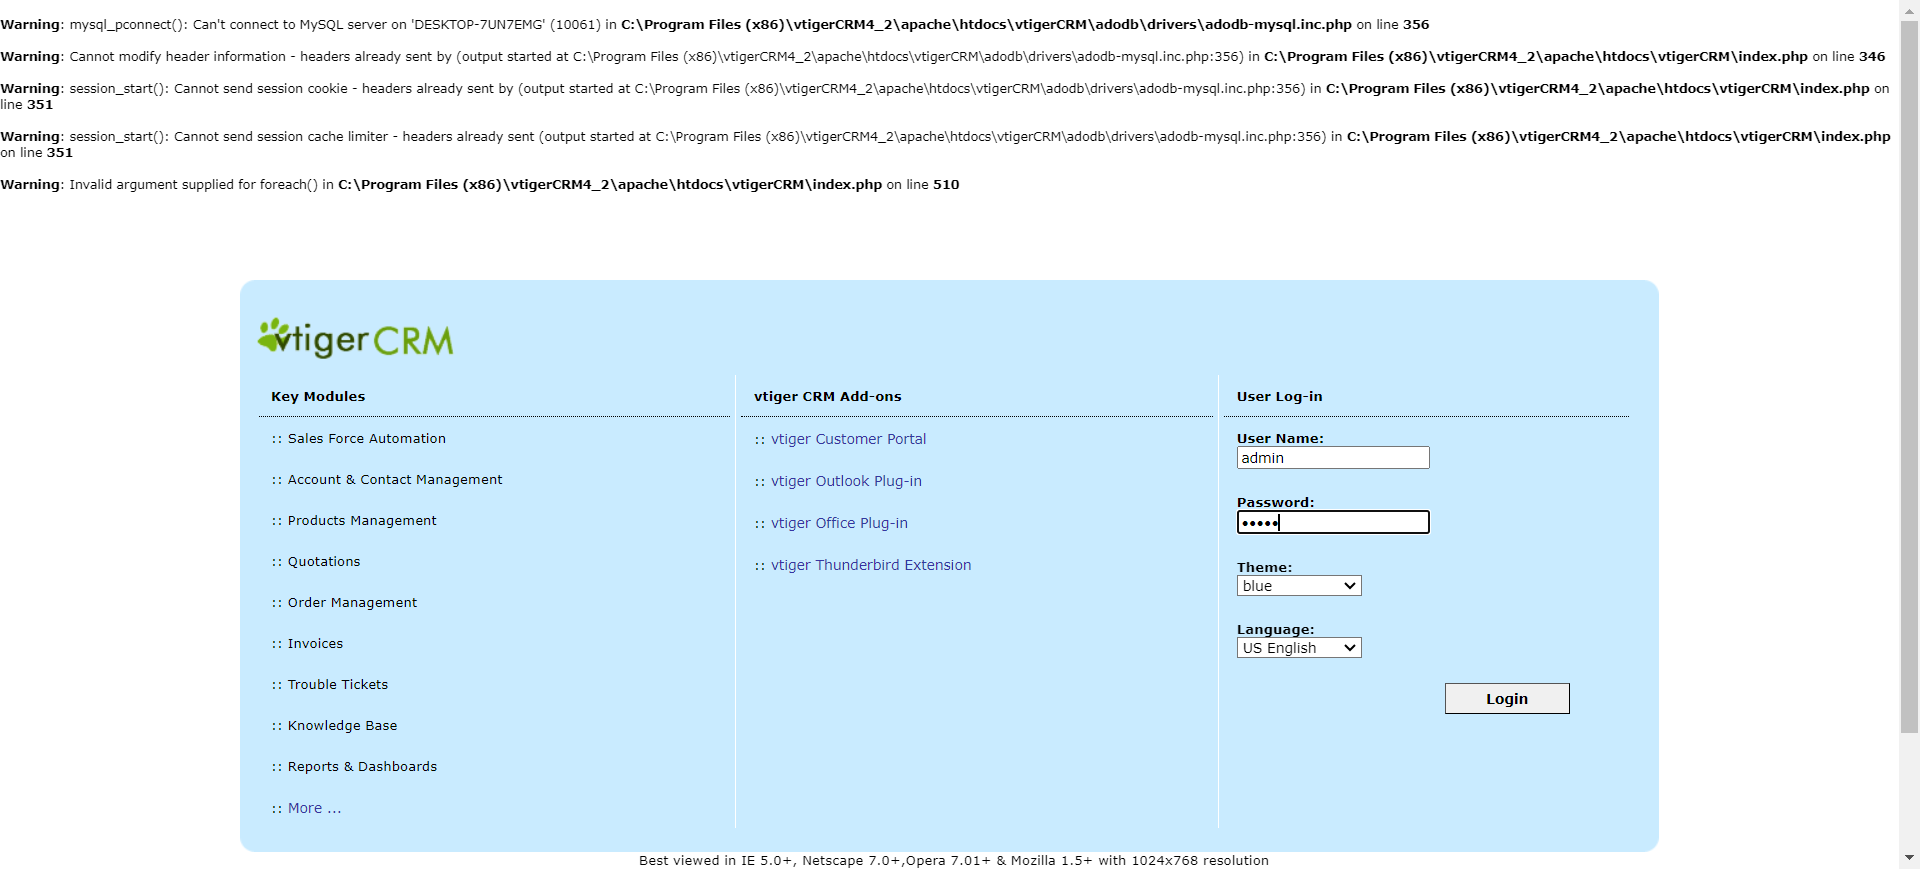 Warning: mysql_pconnect(): Can't connect to MySQL server on 'DESKTOP-7UN7EMG' (10061) in C:\Program Files (x86)\vtigerCRM4_2\apache\htdocs\vtigerCRM\adodb\drivers\adodb-mysql.inc.php on line 356
Warning: Cannot modify header information - headers already sent by (output started at C:\Program Files (x86)\vtigerCRM4_2\apache\htdocs\vtigerCRM\adodb\drivers\adodb-mysql.inc.php:356) in C:\Program Files (x86)\vtigerCRM4_2\apache\htdocs\vtigerCRM\index.php on line 346
Warning: session_start(): Cannot send session cookie - headers already sent by (output started at C:\Program Files (x86)\vtigerCRM4_2\apache\htdocs\vtigerCRM\adodb\drivers\adodb-mysql.inc.php:356) in C:\Program Files (x86)\vtigerCRM4_2\apache\htdocs\vtigerCRM\index.php on
line 351
Warning: session_start(): Cannot send session cache limiter - headers already sent (output started at C:\Program Files (x86)\vtigerCRM4_2\apache\htdocs\vtigerCRM\adodb\drivers\adodb-mysql.inc.php:356) in C:\Program Files (x86)\vtigerCRM4_2\apache\htdocs\vtigerCRM\index.php
on line 351
Warning: Invalid argument supplied for foreach() in C:\Program Files (x86)\vtigerCRM4_2\apache\htdocs\vtigerCRM\index.php on line 510
vtiger CRM
Key Modules
:: Sales Force Automation
:: Account & Contact Management
:: Products Management
:: Quotations
:: Order Management
:: Invoices
:: Trouble Tickets
:: Knowledge Base
:: Reports & Dashboards
:: More ...
vtiger CRM Add-ons
:: vtiger Customer Portal
:: vtiger Outlook Plug-in
:: vtiger Office Plug-in
:: vtiger Thunderbird Extension
User Log-in
User Name:
admin
Password:
•••••
Theme:
blue
Language:
US English
Login
Best viewed in IE 5.0+, Netscape 7.0+,Opera 7.01+ & Mozilla 1.5+ with 1024x768 resolution